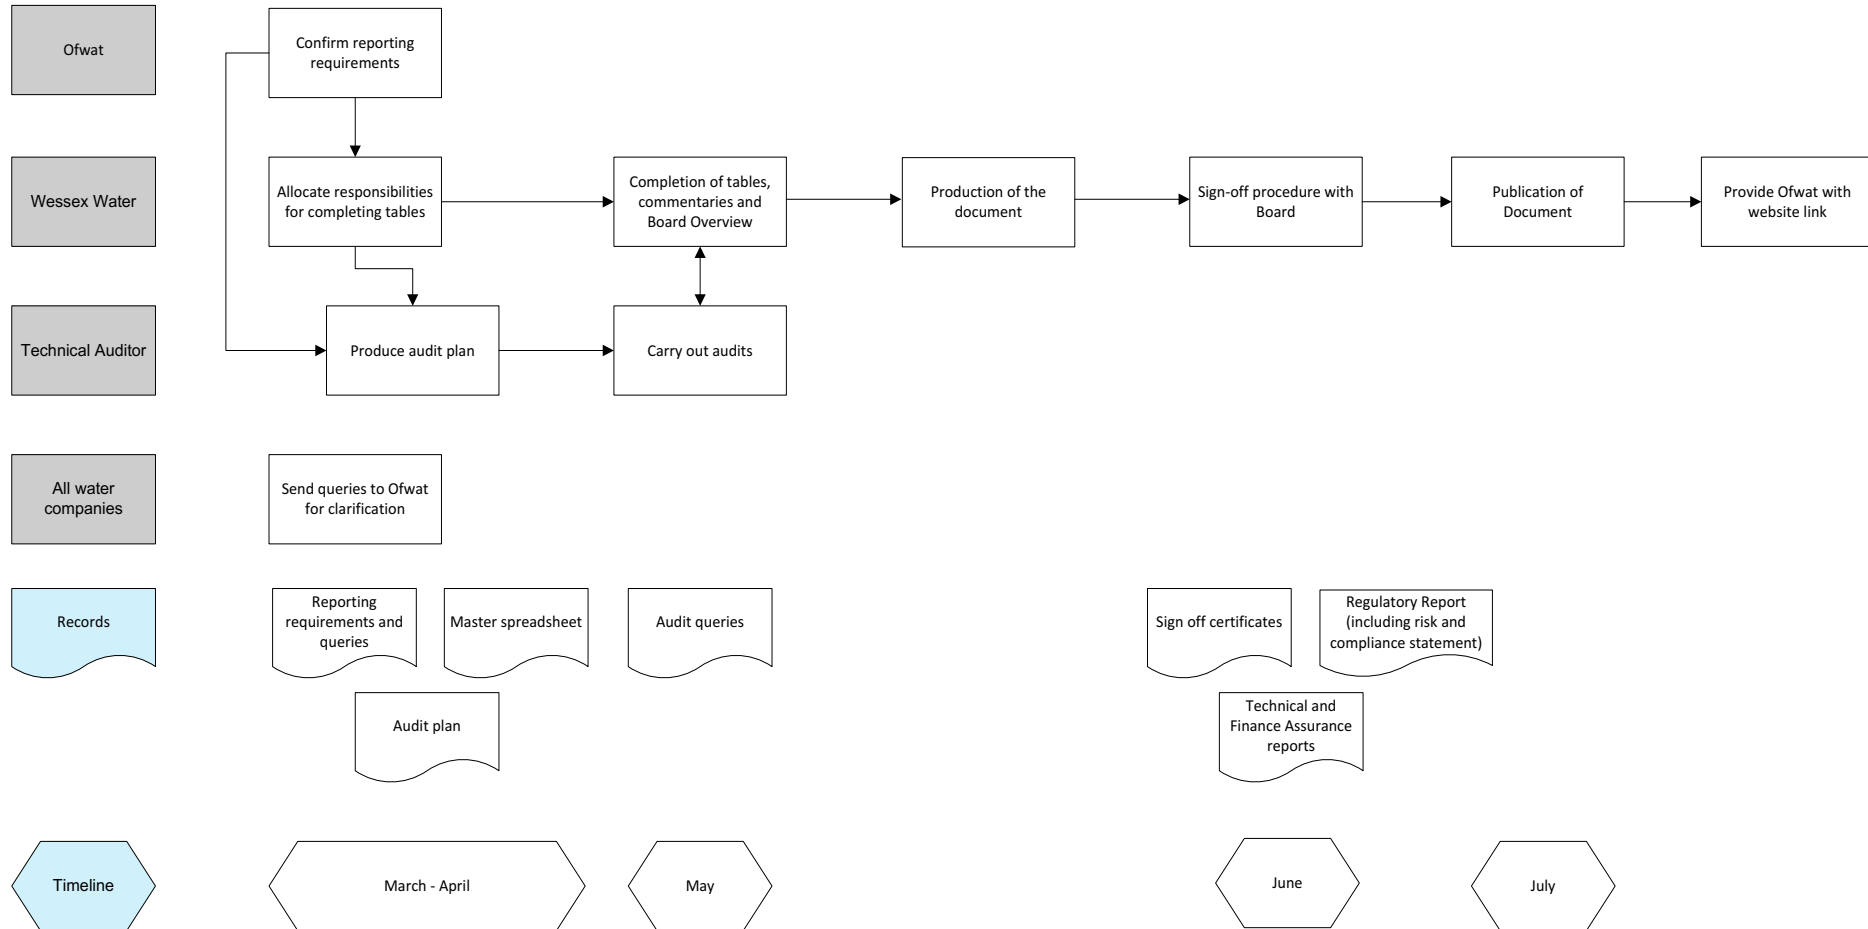 Ofwat
Confirm reporting
requirements
Wessex Water
Allocate responsibilities
for completing tables
Completion of tables,
commentaries and
Board Overview
Production of the
document
Sign-off procedure with
Board
Publication of
Document
Provide Ofwat with
website link
Technical Auditor
Produce audit plan
Carry out audits
All water
companies
Send queries to Ofwat
for clarification
Records
Reporting
requirements and
queries
Master spreadsheet
Audit queries
Sign off certificates
Regulatory Report
(including risk and
compliance statement)
Audit plan
Technical and
Finance Assurance
reports
Timeline
March - April
May
June
July